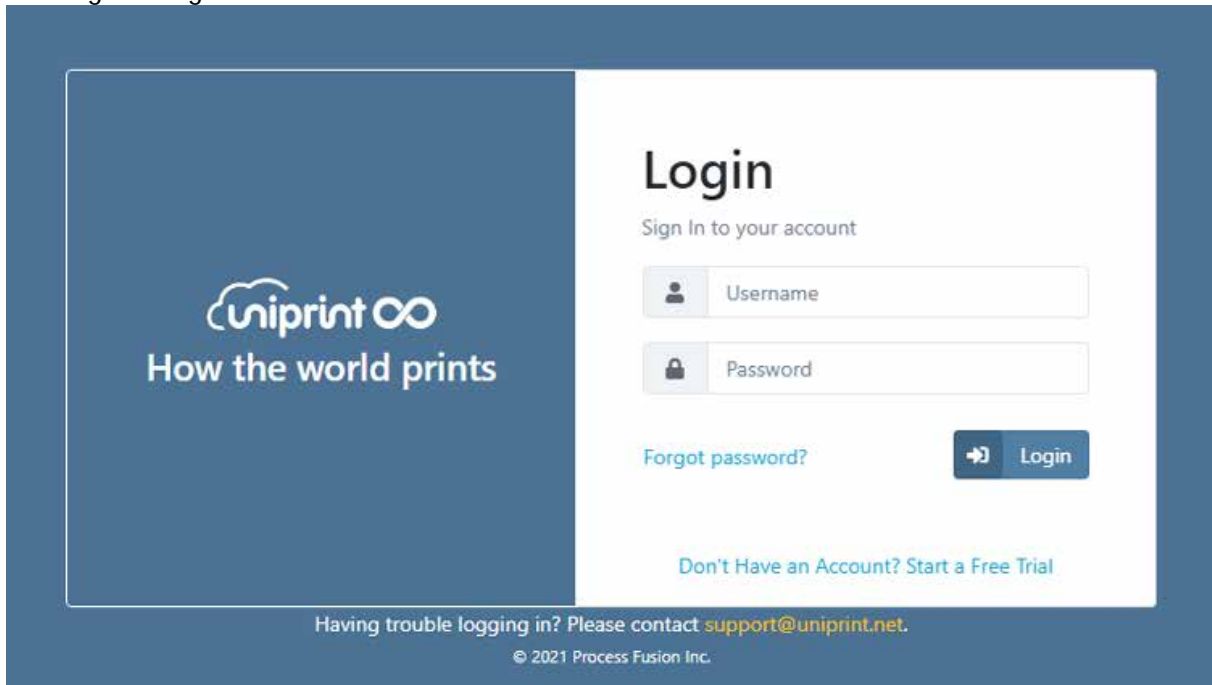 uniprint
How the world prints
Login
Sign In to your account
Username
Password
Forgot password?
Login
Don't Have an Account? Start a Free Trial
Having trouble logging in? Please contact support@uniprint.net.
© 2021 Process Fusion Inc.